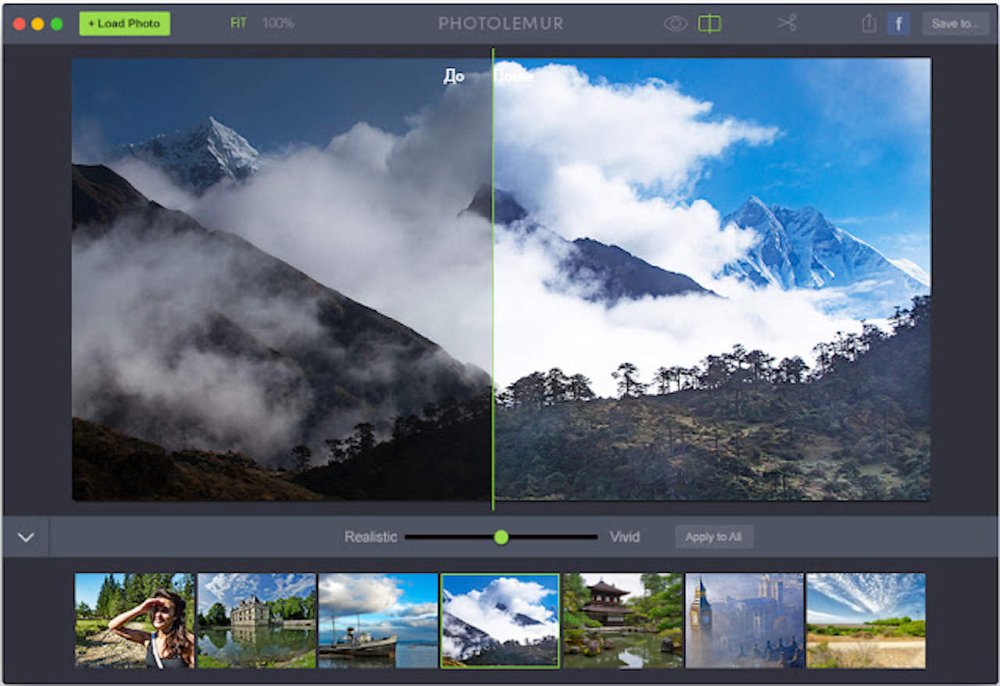 + Load Photo
FIT 100%
PHOTOLEMUR
f
Save to...
До
Realistic
Vivid
Apply to All